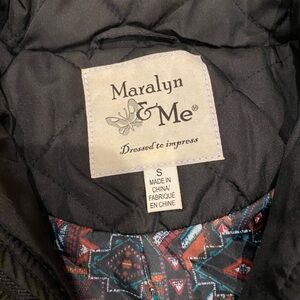 Maralyn
& Me®
Dressed to impress
S
MADE IN
CHINA/
FABRIQUÉ
EN CHINE